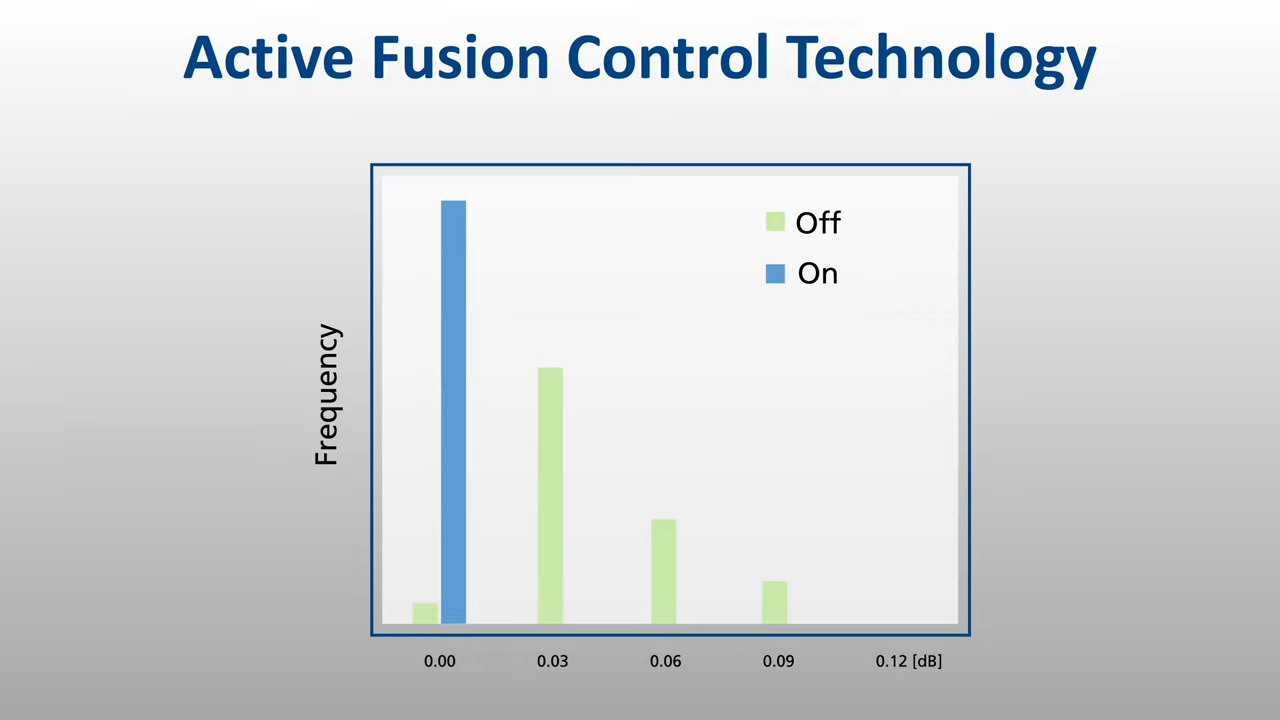 Active Fusion Control Technology
Off
On
Frequency
0.00
0.03
0.06
0.09
0.12 [dB]